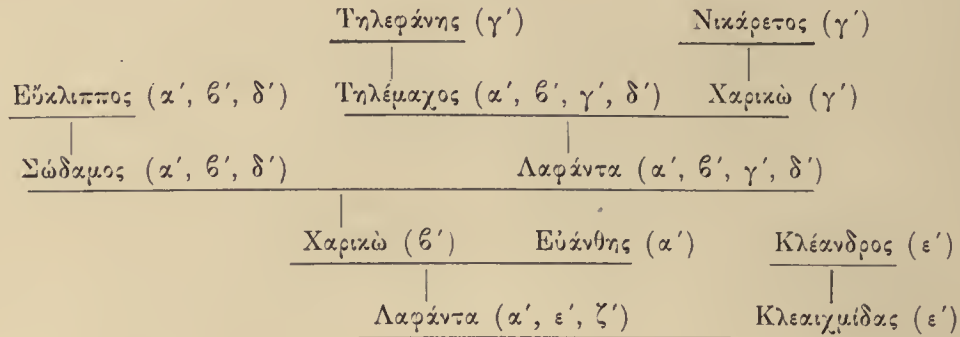 Τηλεφάνης (γ´) Νικάρετος (γ´)
Εὔκλιππος (α´, ϐ´, δ´) Τηλέμαχος (α´, ϐ´, γ´, δ´) Χαρικὼ (γ´)
Σώδαμος (α´, ϐ´, δ´) Λαφάντα (α´, ϐ´, γ´, δ´)
Χαρικὼ (ϐ´) Εὐάνθης (α´) Κλέανδρος (ε´)
Λαφάντα (α´, ε´, ζ´) Κλεαιχμίδας (ε´)